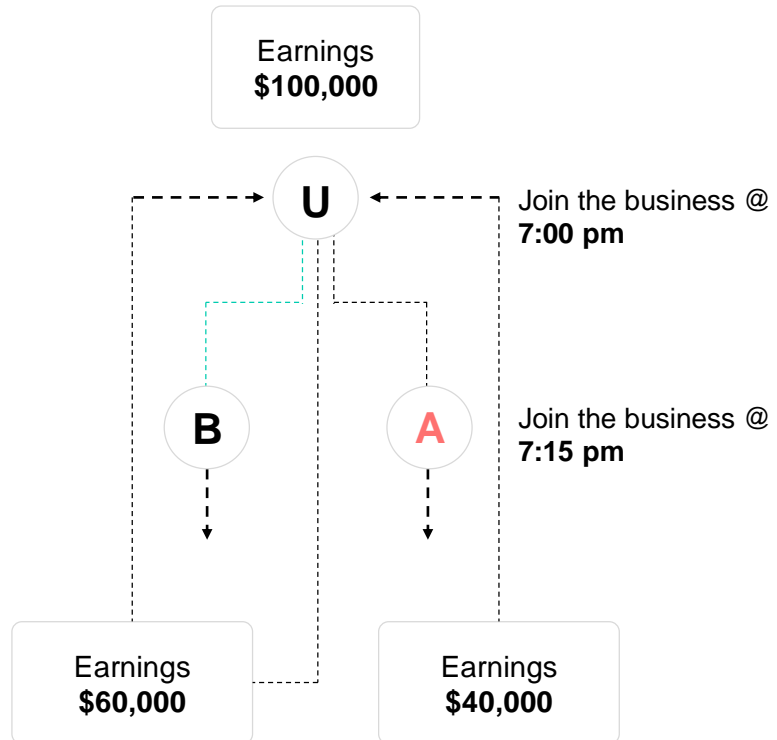 Earnings
$100,000
U
Join the business @
7:00 pm
B
A
Join the business @
7:15 pm
Earnings
$60,000
Earnings
$40,000